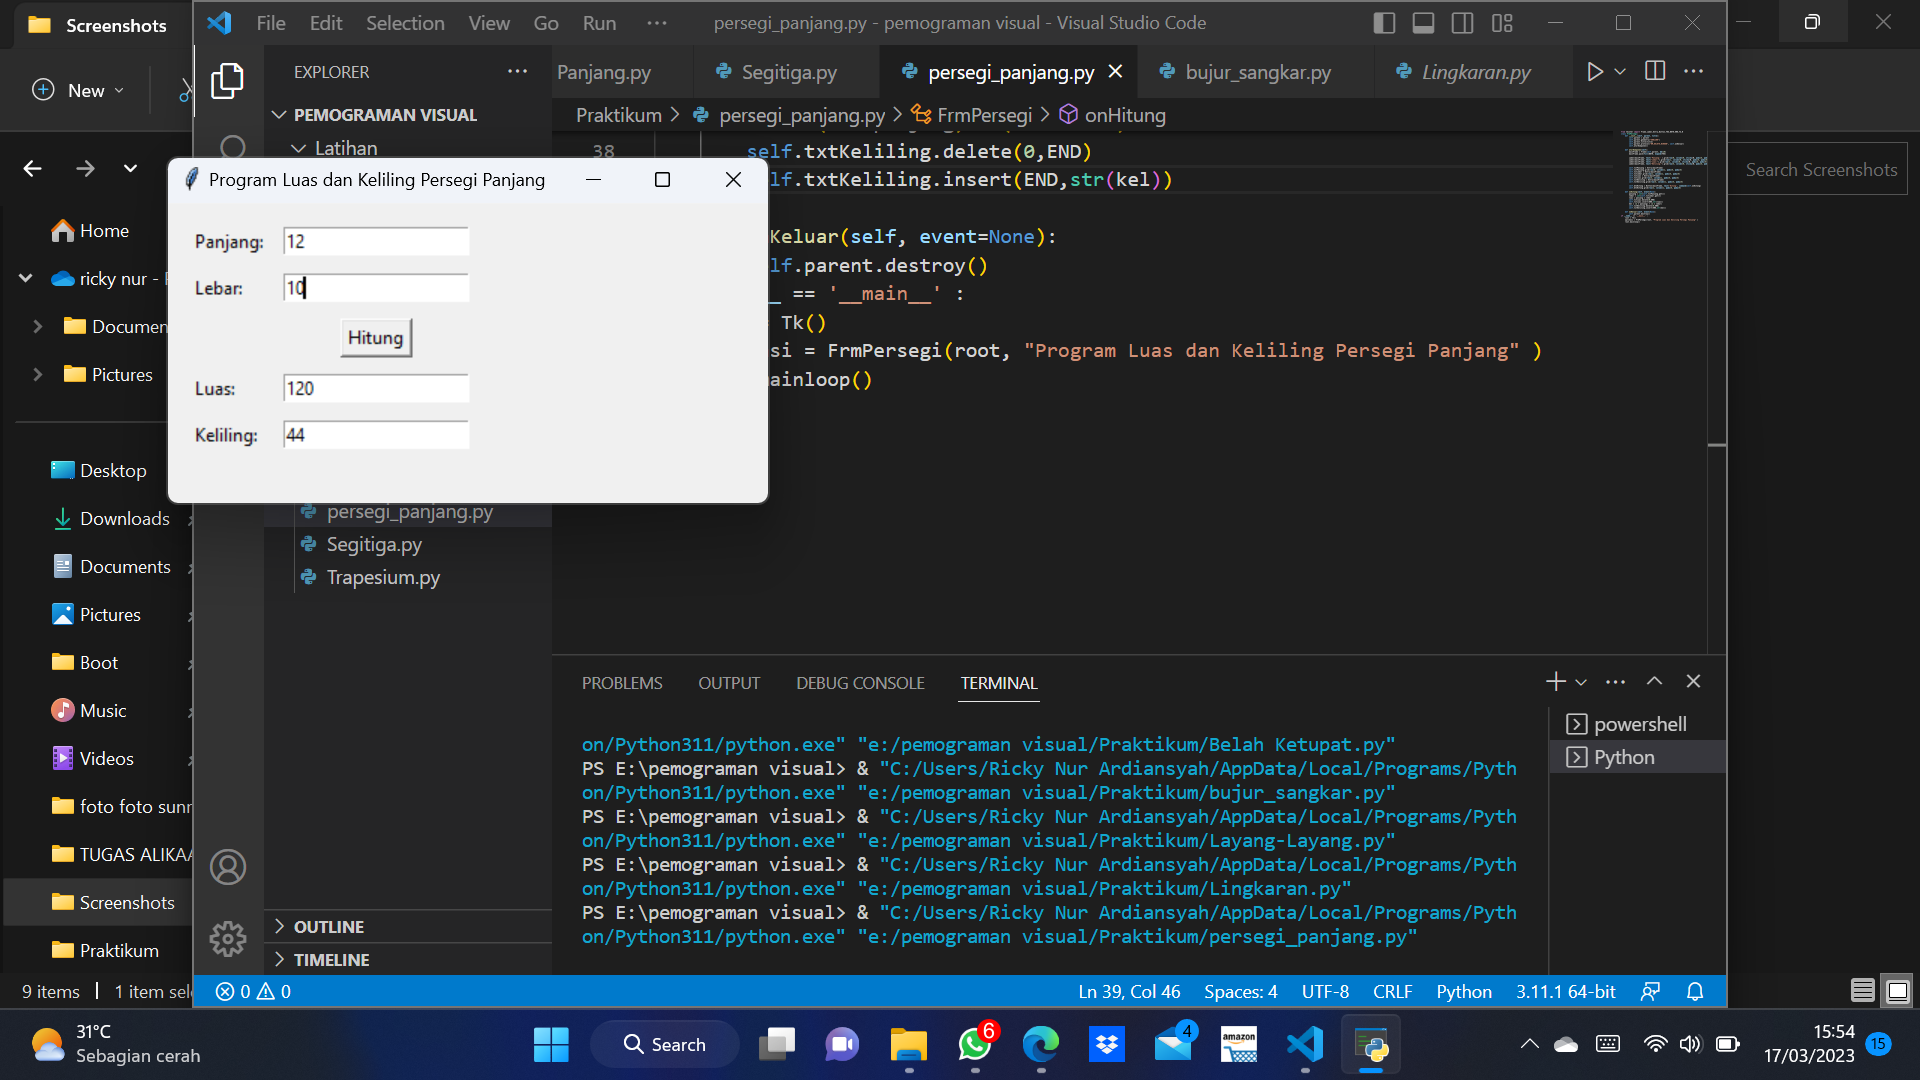 Screenshots
New
Home
ricky nur -
Documen
Pictures
Desktop
Downloads
Documents
Pictures
Boot
Music
Videos
foto foto sunr
TUGAS ALIKA
Screenshots
Praktikum
9 items
1 item sel
Search Screenshots
File Edit Selection View Go Run ...
persegi_panjang.py - pemograman visual - Visual Studio Code
EXPLORER
PEMOGRAMAN VISUAL
Latihan
persegi_panjang.py
Segitiga.py
Trapesium.py
OUTLINE
TIMELINE
Panjang.py Segitiga.py persegi_panjang.py bujur_sangkar.py Lingkaran.py
Praktikum > persegi_panjang.py > FrmPersegi > onHitung
38 self.txtKeliling.delete(0,END)
lf.txtKeliling.insert(END,str(kel))
Keluar(self, event=None):
lf.parent.destroy()
_ == '__main__' :
Tk()
si = FrmPersegi(root, "Program Luas dan Keliling Persegi Panjang" )
ainloop()
Program Luas dan Keliling Persegi Panjang
Panjang: 12
Lebar: 10
Hitung
Luas: 120
Keliling: 44
PROBLEMS OUTPUT DEBUG CONSOLE TERMINAL
on/Python311/python.exe" "e:/pemograman visual/Praktikum/Belah Ketupat.py"
PS E:\pemograman visual> & "C:/Users/Ricky Nur Ardiansyah/AppData/Local/Programs/Pyth
on/Python311/python.exe" "e:/pemograman visual/Praktikum/bujur_sangkar.py"
PS E:\pemograman visual> & "C:/Users/Ricky Nur Ardiansyah/AppData/Local/Programs/Pyth
on/Python311/python.exe" "e:/pemograman visual/Praktikum/Layang-Layang.py"
PS E:\pemograman visual> & "C:/Users/Ricky Nur Ardiansyah/AppData/Local/Programs/Pyth
on/Python311/python.exe" "e:/pemograman visual/Praktikum/Lingkaran.py"
PS E:\pemograman visual> & "C:/Users/Ricky Nur Ardiansyah/AppData/Local/Programs/Pyth
on/Python311/python.exe" "e:/pemograman visual/Praktikum/persegi_panjang.py"
powershell
Python
0 0
Ln 39, Col 46 Spaces: 4 UTF-8 CRLF Python 3.11.1 64-bit
31°C
Sebagian cerah
Search
6
4
amazon
15:54
17/03/2023
15